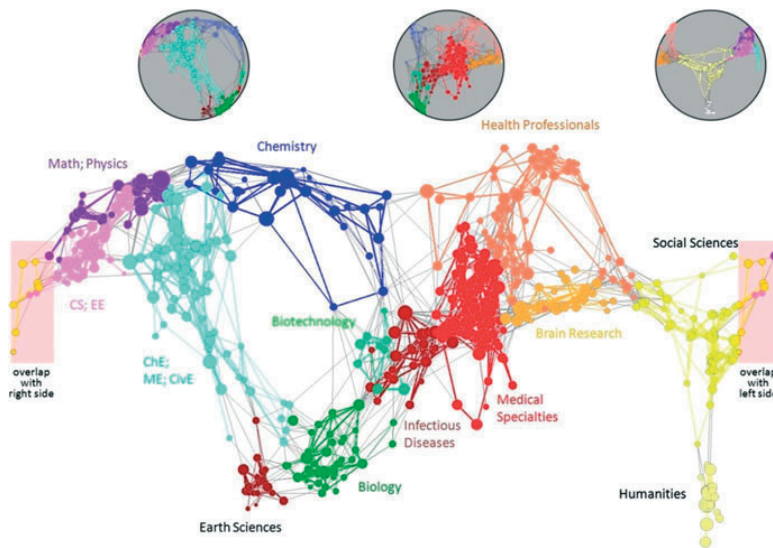 Health Professionals
Chemistry
Math; Physics
Social Sciences
CS; EE
Biotechnology
Brain Research
ChE;
ME; CivE
overlap
with
right side
overlap
with
left side
Medical
Specialties
Infectious
Diseases
Biology
Humanities
Earth Sciences